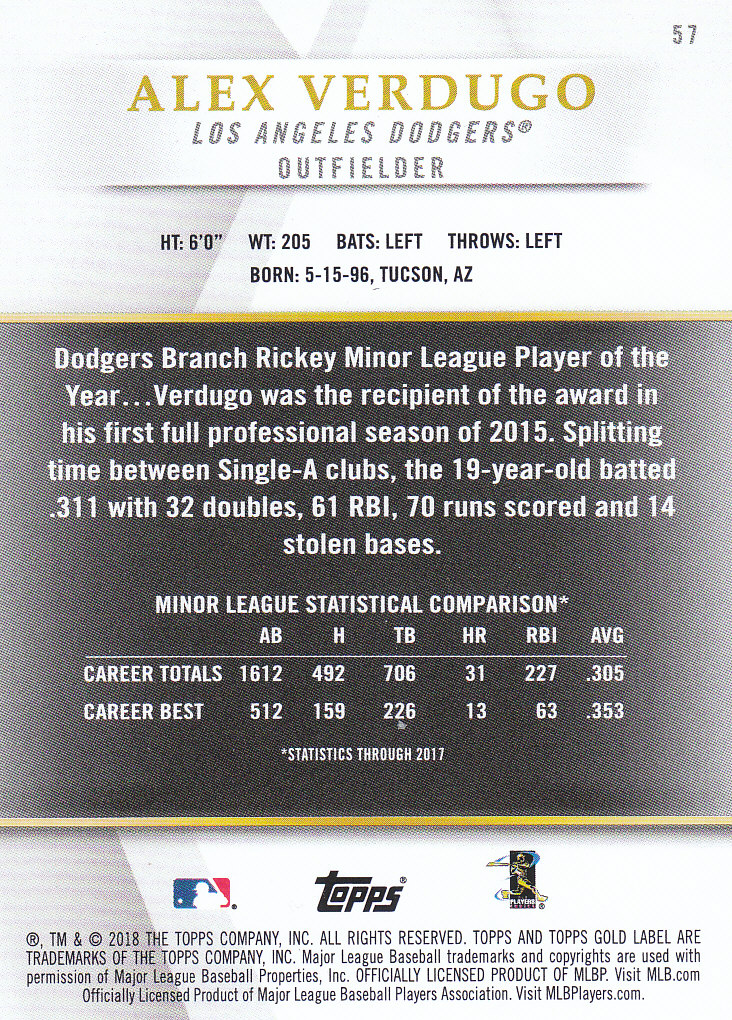 57
ALEX VERDUGO
LOS ANGELES DODGERS®
OUTFIELDER
HT: 6'0" WT: 205 BATS: LEFT THROWS: LEFT
BORN: 5-15-96, TUCSON, AZ
Dodgers Branch Rickey Minor League Player of the
Year...Verdugo was the recipient of the award in
his first full professional season of 2015. Splitting
time between Single-A clubs, the 19-year-old batted
.311 with 32 doubles, 61 RBI, 70 runs scored and 14
stolen bases.
MINOR LEAGUE STATISTICAL COMPARISON*
AB H TB HR RBI AVG
CAREER TOTALS 1612 492 706 31 227 .305
CAREER BEST 512 159 226 13 63 .353
*STATISTICS THROUGH 2017
topps®
PLAYERS
®, TM & © 2018 THE TOPPS COMPANY, INC. ALL RIGHTS RESERVED. TOPPS AND TOPPS GOLD LABEL ARE
TRADEMARKS OF THE TOPPS COMPANY, INC. Major League Baseball trademarks and copyrights are used with
permission of Major League Baseball Properties, Inc. OFFICIALLY LICENSED PRODUCT OF MLBP. Visit MLB.com
Officially Licensed Product of Major League Baseball Players Association. Visit MLBPlayers.com.